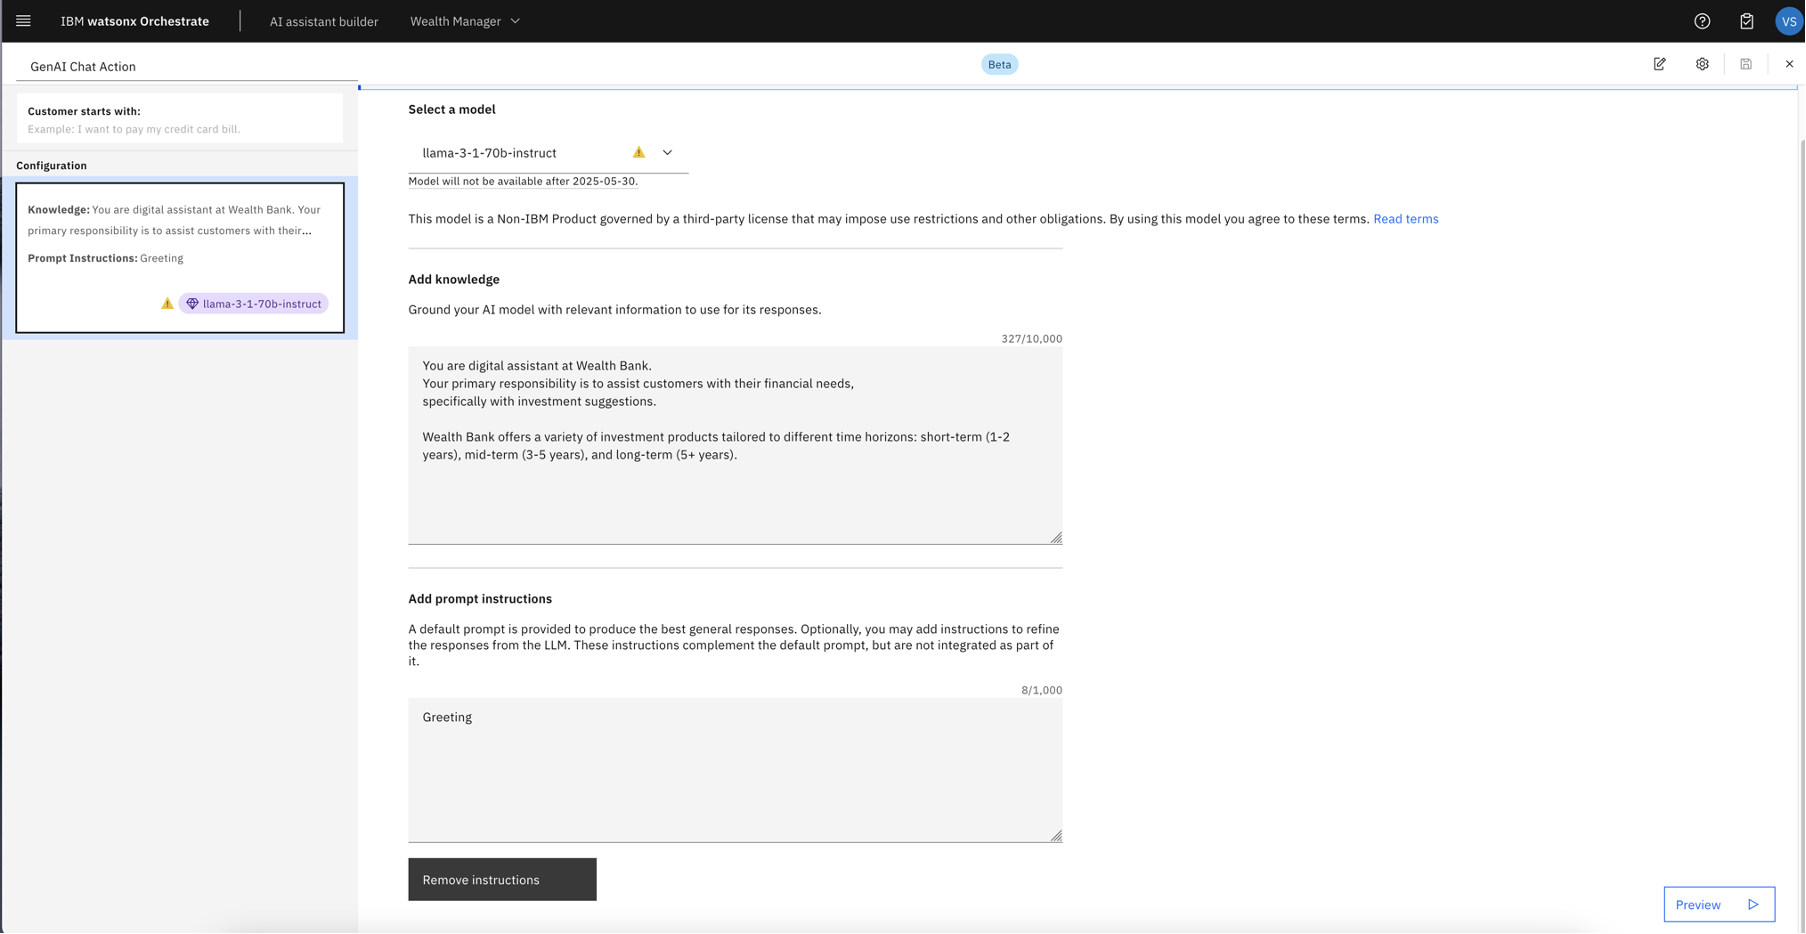 IBM watsonx Orchestrate
AI assistant builder
Wealth Manager
VS
GenAI Chat Action
Beta
Customer starts with:
Example: I want to pay my credit card bill.
Configuration
Knowledge: You are digital assistant at Wealth Bank. Your
primary responsibility is to assist customers with their...
Prompt Instructions: Greeting
llama-3-1-70b-instruct
Select a model
llama-3-1-70b-instruct
Model will not be available after 2025-05-30.
This model is a Non-IBM Product governed by a third-party license that may impose use restrictions and other obligations. By using this model you agree to these terms. Read terms
Add knowledge
Ground your AI model with relevant information to use for its responses.
327/10,000
You are digital assistant at Wealth Bank.
Your primary responsibility is to assist customers with their financial needs,
specifically with investment suggestions.
Wealth Bank offers a variety of investment products tailored to different time horizons: short-term (1-2
years), mid-term (3-5 years), and long-term (5+ years).
Add prompt instructions
A default prompt is provided to produce the best general responses. Optionally, you may add instructions to refine
the responses from the LLM. These instructions complement the default prompt, but are not integrated as part of
it.
8/1,000
Greeting
Remove instructions
Preview